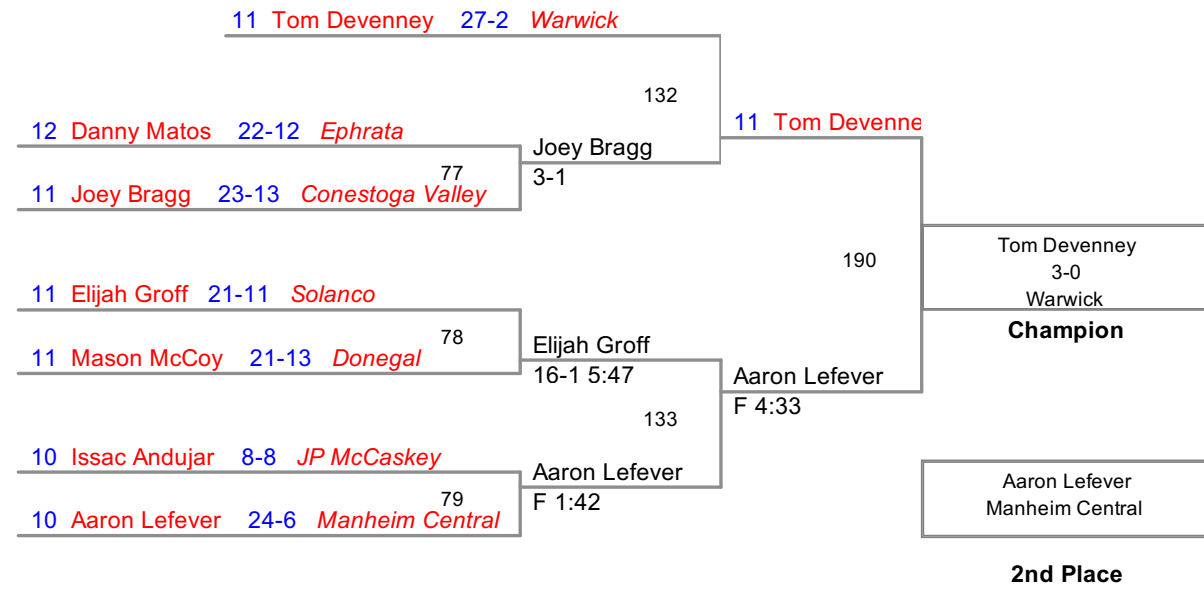 11 Tom Devenney 27-2 Warwick
132
11 Tom Devenne
12 Danny Matos 22-12 Ephrata
Joey Bragg
77
3-1
11 Joey Bragg 23-13 Conestoga Valley
Tom Devenney
190
3-0
Warwick
11 Elijah Groff 21-11 Solanco
Champion
78
Elijah Groff
11 Mason McCoy 21-13 Donegal
16-1 5:47
Aaron Lefever
F 4:33
133
10 Issac Andujar 8-8 JP McCaskey
Aaron Lefever
79
F 1:42
10 Aaron Lefever 24-6 Manheim Central
Aaron Lefever
Manheim Central
2nd Place